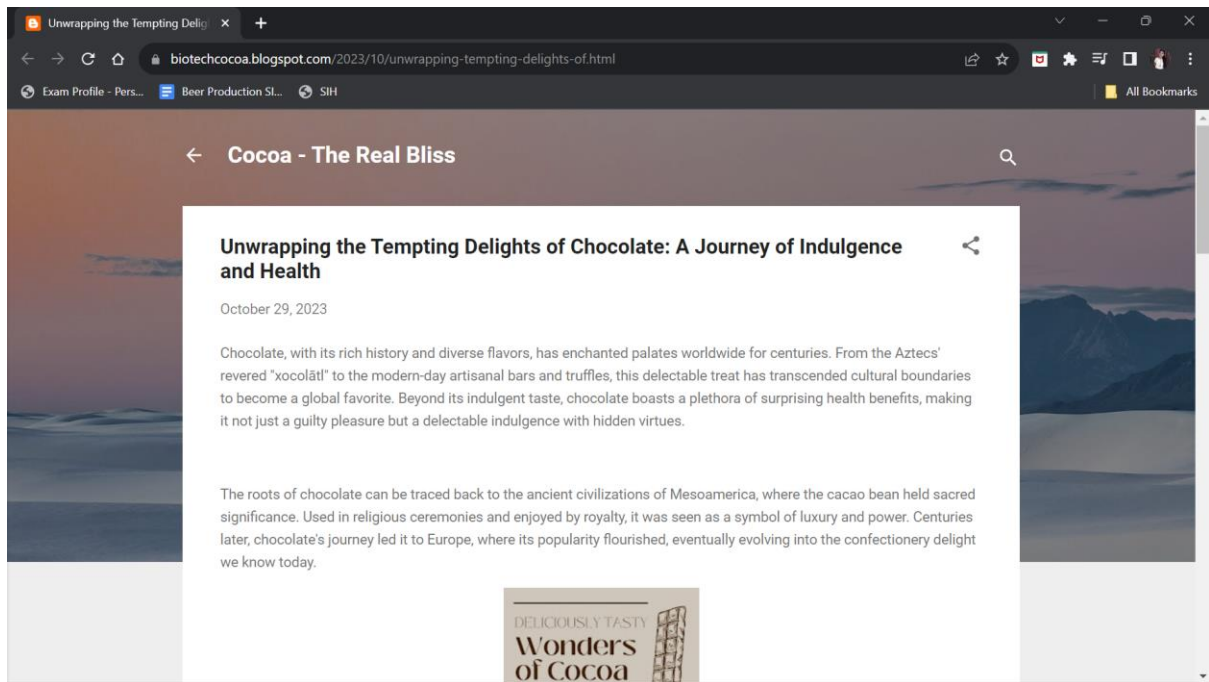 Unwrapping the Tempting Delig
biotechcocoa.blogspot.com/2023/10/unwrapping-tempting-delights-of.html
Exam Profile - Pers... Beer Production SI... SIH All Bookmarks
Cocoa - The Real Bliss
Unwrapping the Tempting Delights of Chocolate: A Journey of Indulgence
and Health
October 29, 2023
Chocolate, with its rich history and diverse flavors, has enchanted palates worldwide for centuries. From the Aztecs'
revered "xocolātl" to the modern-day artisanal bars and truffles, this delectable treat has transcended cultural boundaries
to become a global favorite. Beyond its indulgent taste, chocolate boasts a plethora of surprising health benefits, making
it not just a guilty pleasure but a delectable indulgence with hidden virtues.
The roots of chocolate can be traced back to the ancient civilizations of Mesoamerica, where the cacao bean held sacred
significance. Used in religious ceremonies and enjoyed by royalty, it was seen as a symbol of luxury and power. Centuries
later, chocolate's journey led it to Europe, where its popularity flourished, eventually evolving into the confectionery delight
we know today.
DELICIOUSLY TASTY
Wonders
of Cocoa